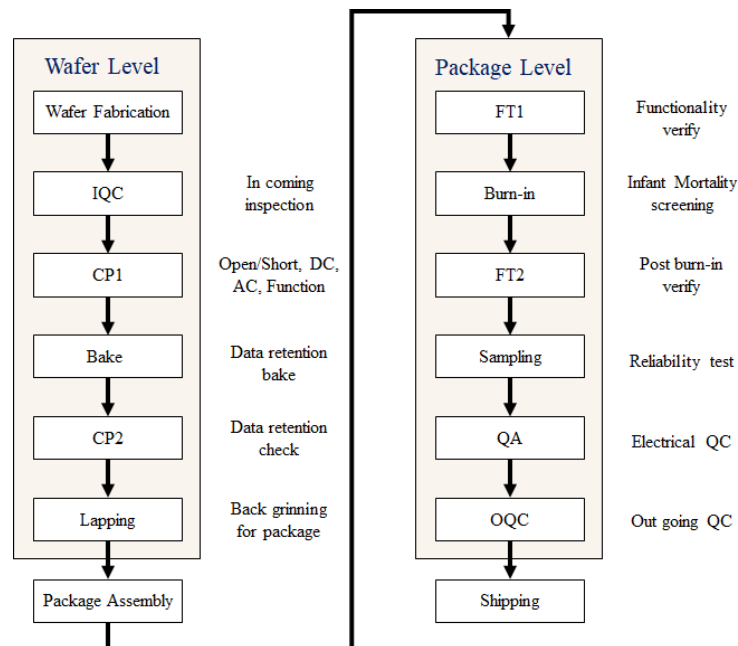 Wafer Level
Wafer Fabrication
IQC
In coming
inspection
CP1
Open/Short, DC,
AC, Function
Bake
Data retention
bake
CP2
Data retention
check
Lapping
Back grinning
for package
Package Assembly
Package Level
FT1
Functionality
verify
Burn-in
Infant Mortality
screening
FT2
Post burn-in
verify
Sampling
Reliability test
QA
Electrical QC
OQC
Out going QC
Shipping